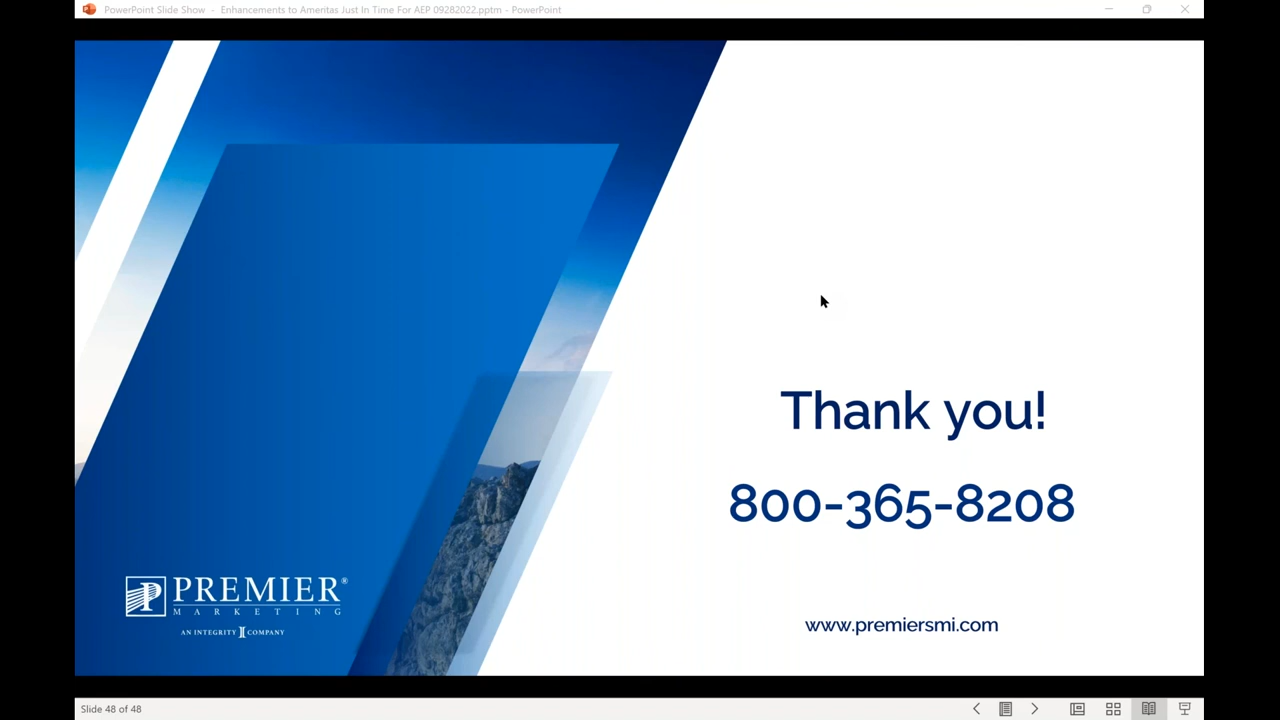 PowerPoint Slide Show - Enhancements to Ameritas Just In Time For AEP 09282022.pptm - PowerPoint
Thank you!
800-365-8208
PREMIER®
MARKETING
AN INTEGRITY COMPANY
www.premiersmi.com
Slide 48 of 48